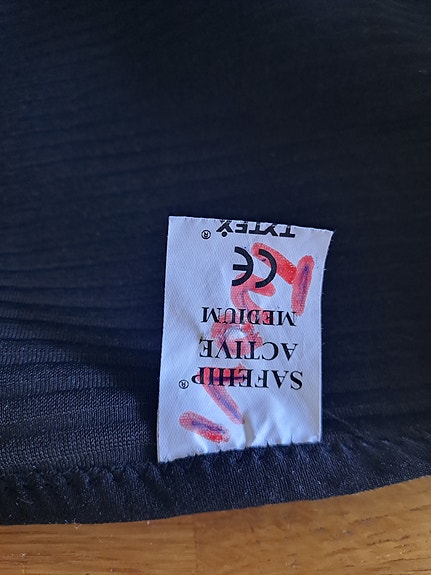 SAFEHIP®
ACTIVE
MEDIUM
CE
TYTEX®